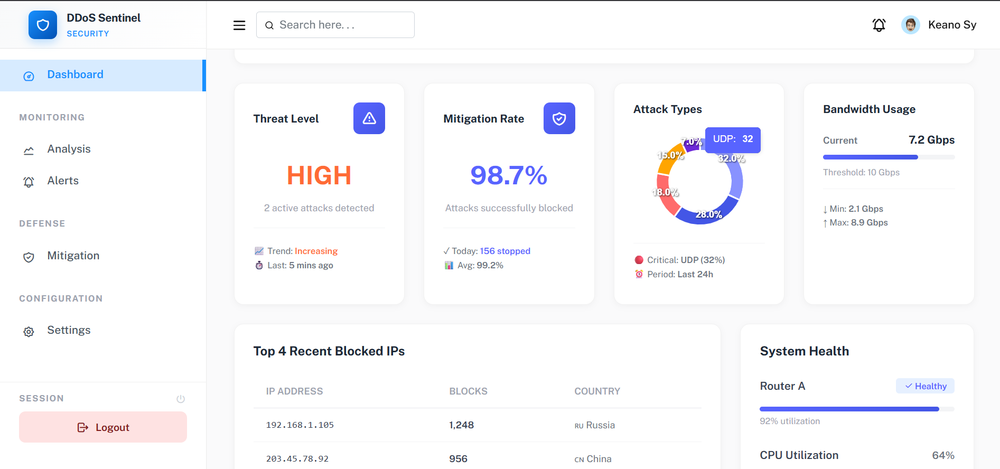 DDoS Sentinel
SECURITY
Search here. . .
Keano Sy
Dashboard
MONITORING
Analysis
Alerts
DEFENSE
Mitigation
CONFIGURATION
Settings
SESSION
Logout
Threat Level
HIGH
2 active attacks detected
Trend: Increasing
Last: 5 mins ago
Mitigation Rate
98.7%
Attacks successfully blocked
✓ Today: 156 stopped
Avg: 99.2%
Attack Types
UDP: 32
7.0%
15.0%
32.0%
18.0%
28.0%
Critical: UDP (32%)
Period: Last 24h
Bandwidth Usage
Current 7.2 Gbps
Threshold: 10 Gbps
↓ Min: 2.1 Gbps
↑ Max: 8.9 Gbps
Top 4 Recent Blocked IPs
IP ADDRESS BLOCKS COUNTRY
192.168.1.105 1,248 RU Russia
203.45.78.92 956 CN China
System Health
Router A ✓ Healthy
92% utilization
CPU Utilization 64%